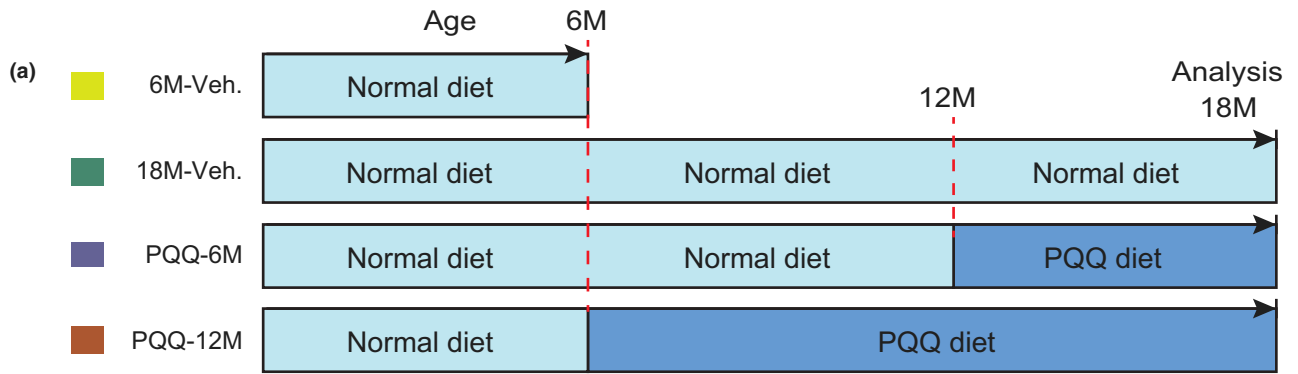 Age 6M
(a) 6M-Veh. Normal diet
12M
Analysis
18M
18M-Veh. Normal diet Normal diet Normal diet
PQQ-6M Normal diet Normal diet PQQ diet
PQQ-12M Normal diet PQQ diet